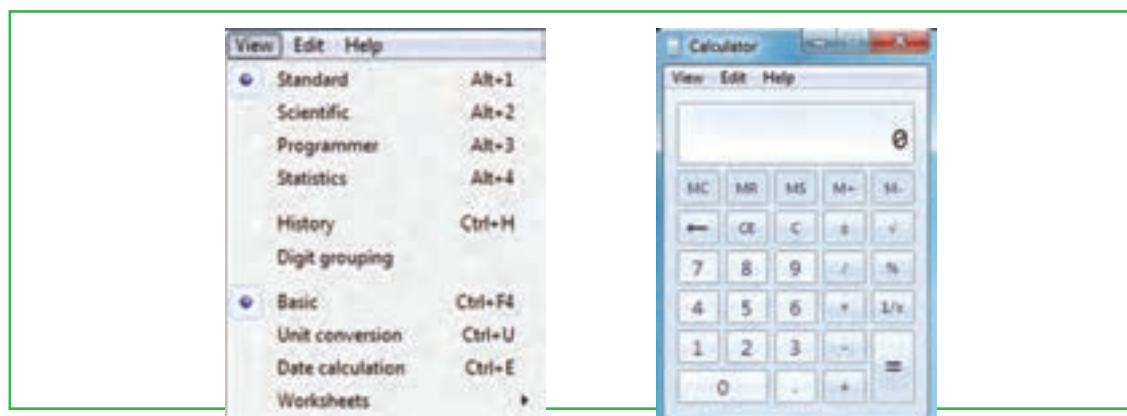 View Edit Help
Standard Alt+1
Scientific Alt+2
Programmer Alt+3
Statistics Alt+4
History Ctrl+H
Digit grouping
Basic Ctrl+F4
Unit conversion Ctrl+U
Date calculation Ctrl+E
Worksheets
Calculator
View Edit Help
0
MC MR MS M+ M-
← CE C ± √
7 8 9 / %
4 5 6 * 1/x
1 2 3 - =
0 . +